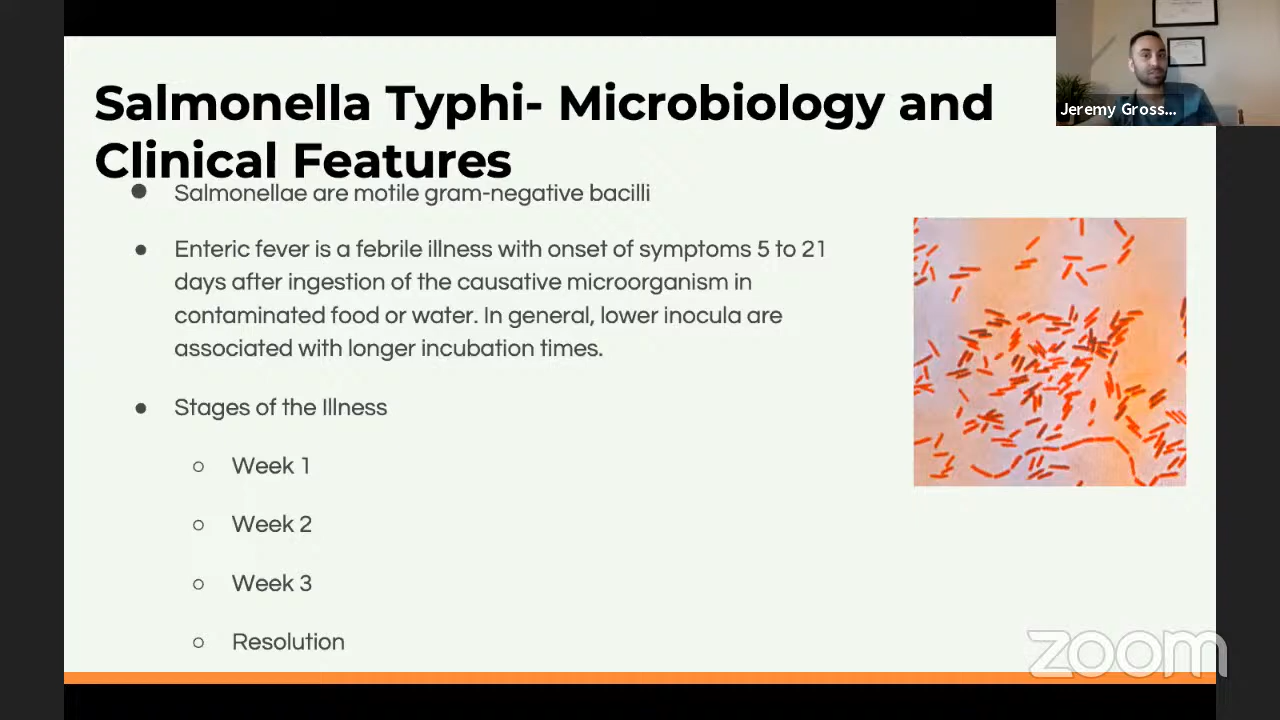 Salmonella Typhi- Microbiology and
Clinical Features
Salmonellae are motile gram-negative bacilli
Enteric fever is a febrile illness with onset of symptoms 5 to 21
days after ingestion of the causative microorganism in
contaminated food or water. In general, lower inocula are
associated with longer incubation times.
Stages of the Illness
Week 1
Week 2
Week 3
Resolution
Jeremy Gross...
zoom